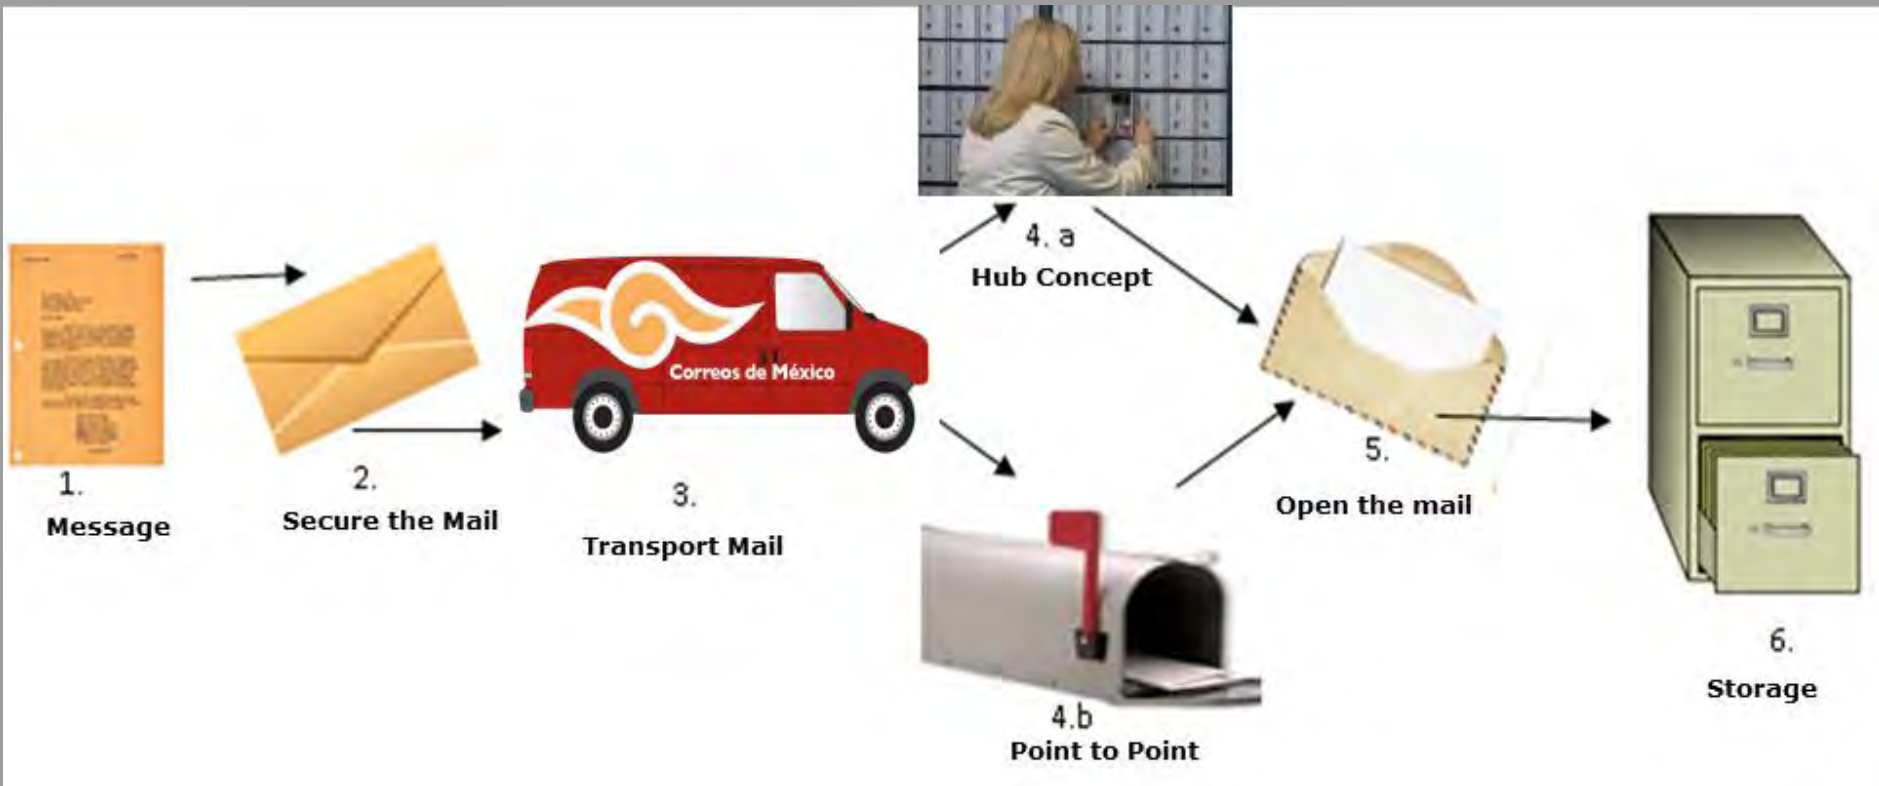 1.
Message
2.
Secure the Mail
Correos de México
3.
Transport Mail
4. a
Hub Concept
4.b
Point to Point
5.
Open the mail
6.
Storage